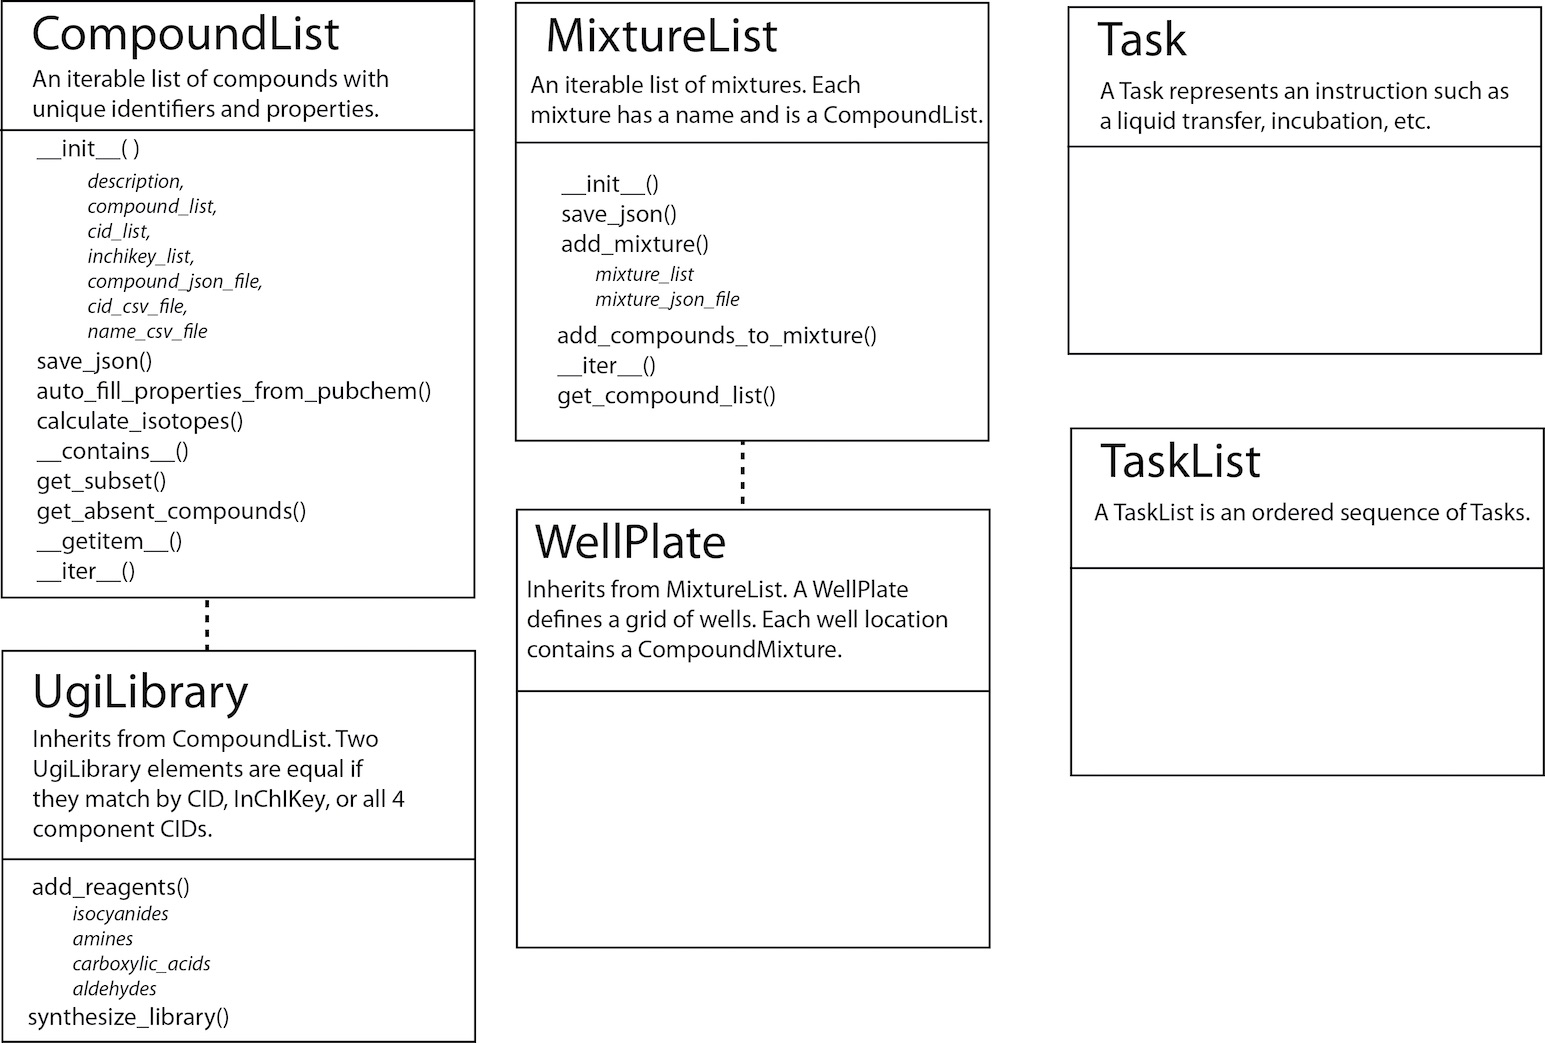 CompoundList
An iterable list of compounds with
unique identifiers and properties.
__init__( )
description,
compound_list,
cid_list,
inchikey_list,
compound_json_file,
cid_csv_file,
name_csv_file
save_json()
auto_fill_properties_from_pubchem()
calculate_isotopes()
__contains__()
get_subset()
get_absent_compounds()
__getitem__()
__iter__()
UgiLibrary
Inherits from CompoundList. Two
UgiLibrary elements are equal if
they match by CID, InChIKey, or all 4
component CIDs.
add_reagents()
isocyanides
amines
carboxylic_acids
aldehydes
synthesize_library()
MixtureList
An iterable list of mixtures. Each
mixture has a name and is a CompoundList.
__init__()
save_json()
add_mixture()
mixture_list
mixture_json_file
add_compounds_to_mixture()
__iter__()
get_compound_list()
WellPlate
Inherits from MixtureList. A WellPlate
defines a grid of wells. Each well location
contains a CompoundMixture.
Task
A Task represents an instruction such as
a liquid transfer, incubation, etc.
TaskList
A TaskList is an ordered sequence of Tasks.